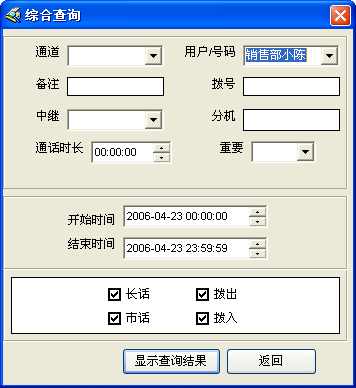 综合查询
通道 用户/号码 销售部小陈
备注 拨号
中继 分机
通话时长 00:00:00 重要
开始时间 2006-04-23 00:00:00
结束时间 2006-04-23 23:59:59
长话 拨出
市话 拨入
显示查询结果 返回